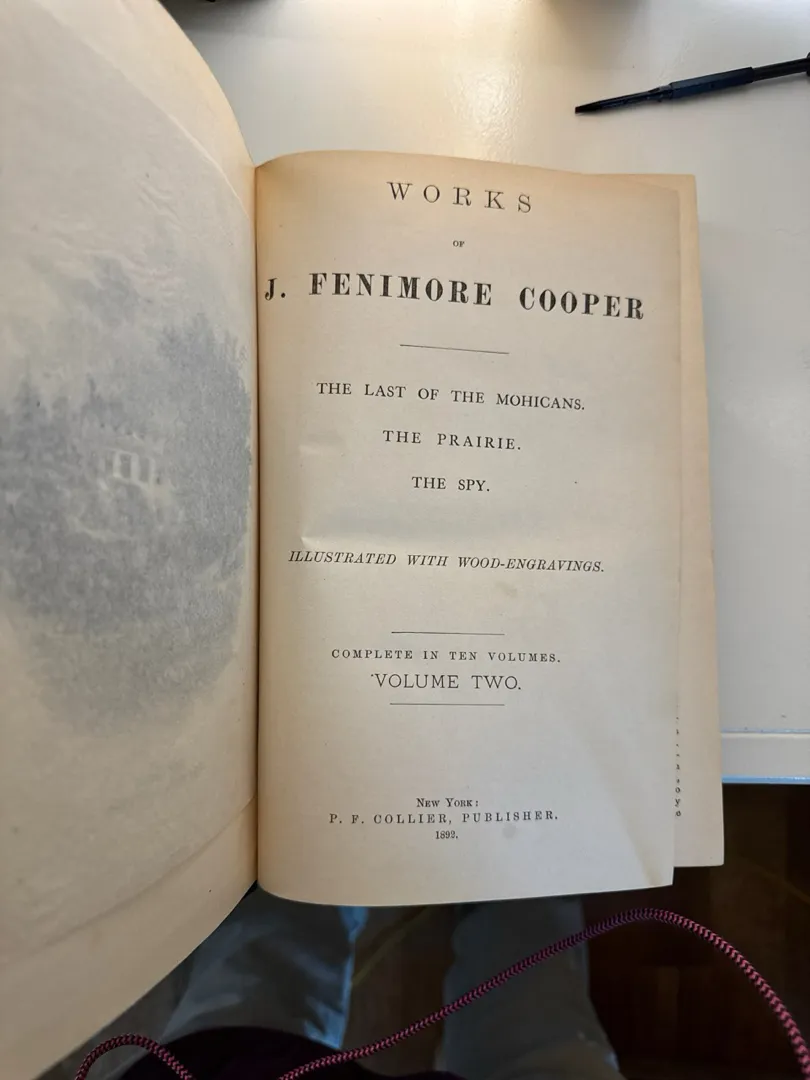 WORKS
OF
J. FENIMORE COOPER
THE LAST OF THE MOHICANS.
THE PRAIRIE.
THE SPY.
ILLUSTRATED WITH WOOD-ENGRAVINGS.
COMPLETE IN TEN VOLUMES.
VOLUME TWO.
NEW YORK:
P. F. COLLIER, PUBLISHER.
1892.